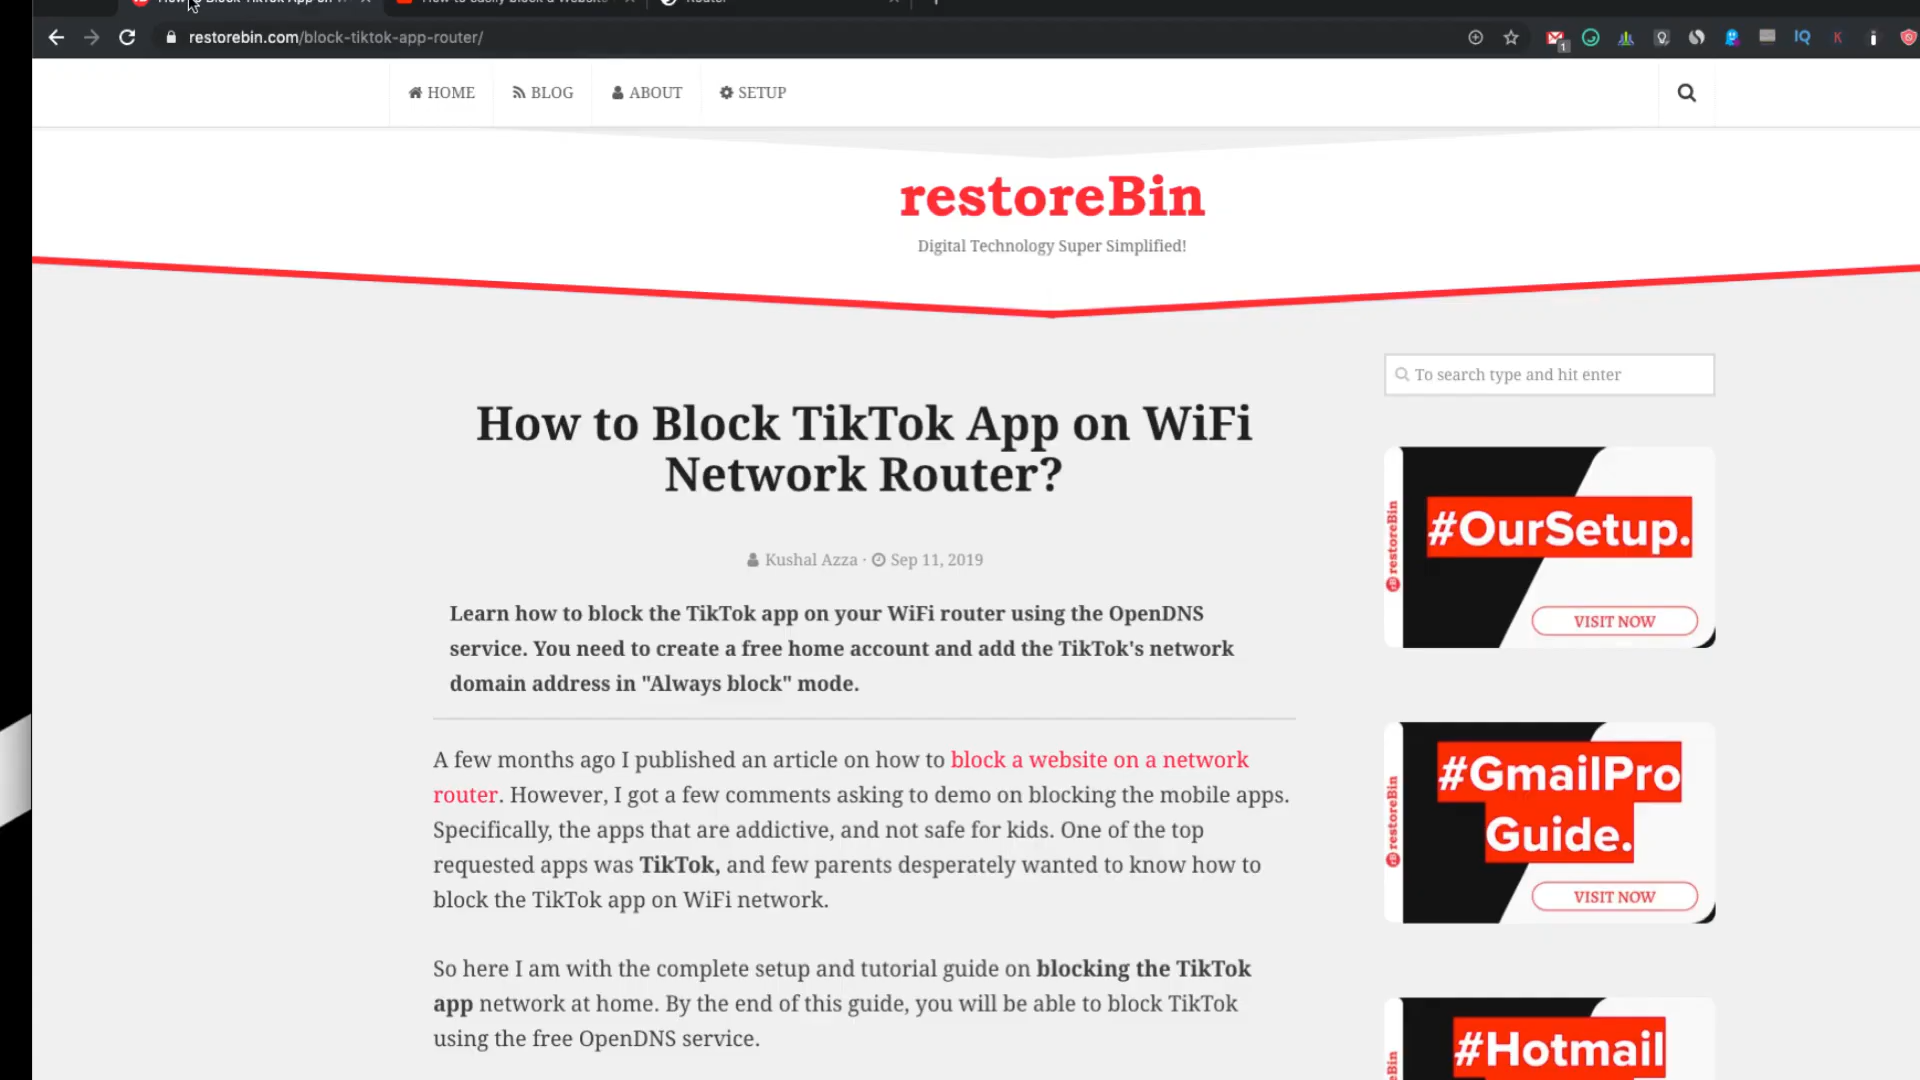 restorebin.com/block-tiktok-app-router/
1
IQ
K
HOME
BLOG
ABOUT
SETUP
restoreBin
Digital Technology Super Simplified!
To search type and hit enter
How to Block TikTok App on WiFi
Network Router?
Kushal Azza · Sep 11, 2019
Learn how to block the TikTok app on your WiFi router using the OpenDNS
service. You need to create a free home account and add the TikTok's network
domain address in "Always block" mode.
A few months ago I published an article on how to block a website on a network
router. However, I got a few comments asking to demo on blocking the mobile apps.
Specifically, the apps that are addictive, and not safe for kids. One of the top
requested apps was TikTok, and few parents desperately wanted to know how to
block the TikTok app on WiFi network.
So here I am with the complete setup and tutorial guide on blocking the TikTok
app network at home. By the end of this guide, you will be able to block TikTok
using the free OpenDNS service.
restoreBin
#OurSetup.
VISIT NOW
restoreBin
#GmailPro
Guide.
VISIT NOW
#Hotmail